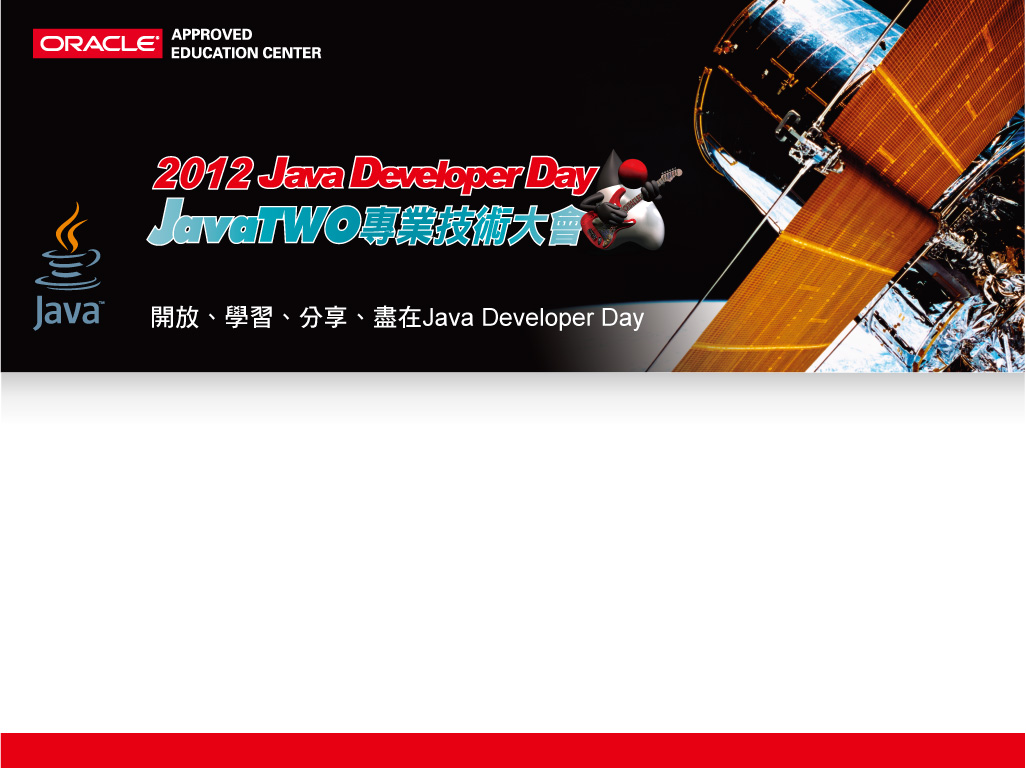 ORACLE
APPROVED
EDUCATION CENTER
2012 Java Developer Day
JavaTWO專業技術大會
Java™
開放、學習、分享、盡在Java Developer Day